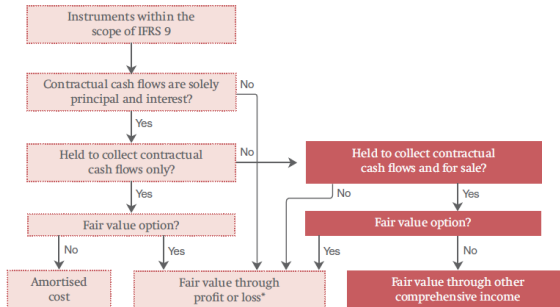 Instruments within the
scope of IFRS 9
Contractual cash flows are solely
principal and interest?
No
Yes
Held to collect contractual
cash flows only?
No
Held to collect contractual
cash flows and for sale?
Yes
No
Yes
Fair value option?
Fair value option?
No
Yes
Yes
No
Amortised
cost
Fair value through
profit or loss*
Fair value through other
comprehensive income